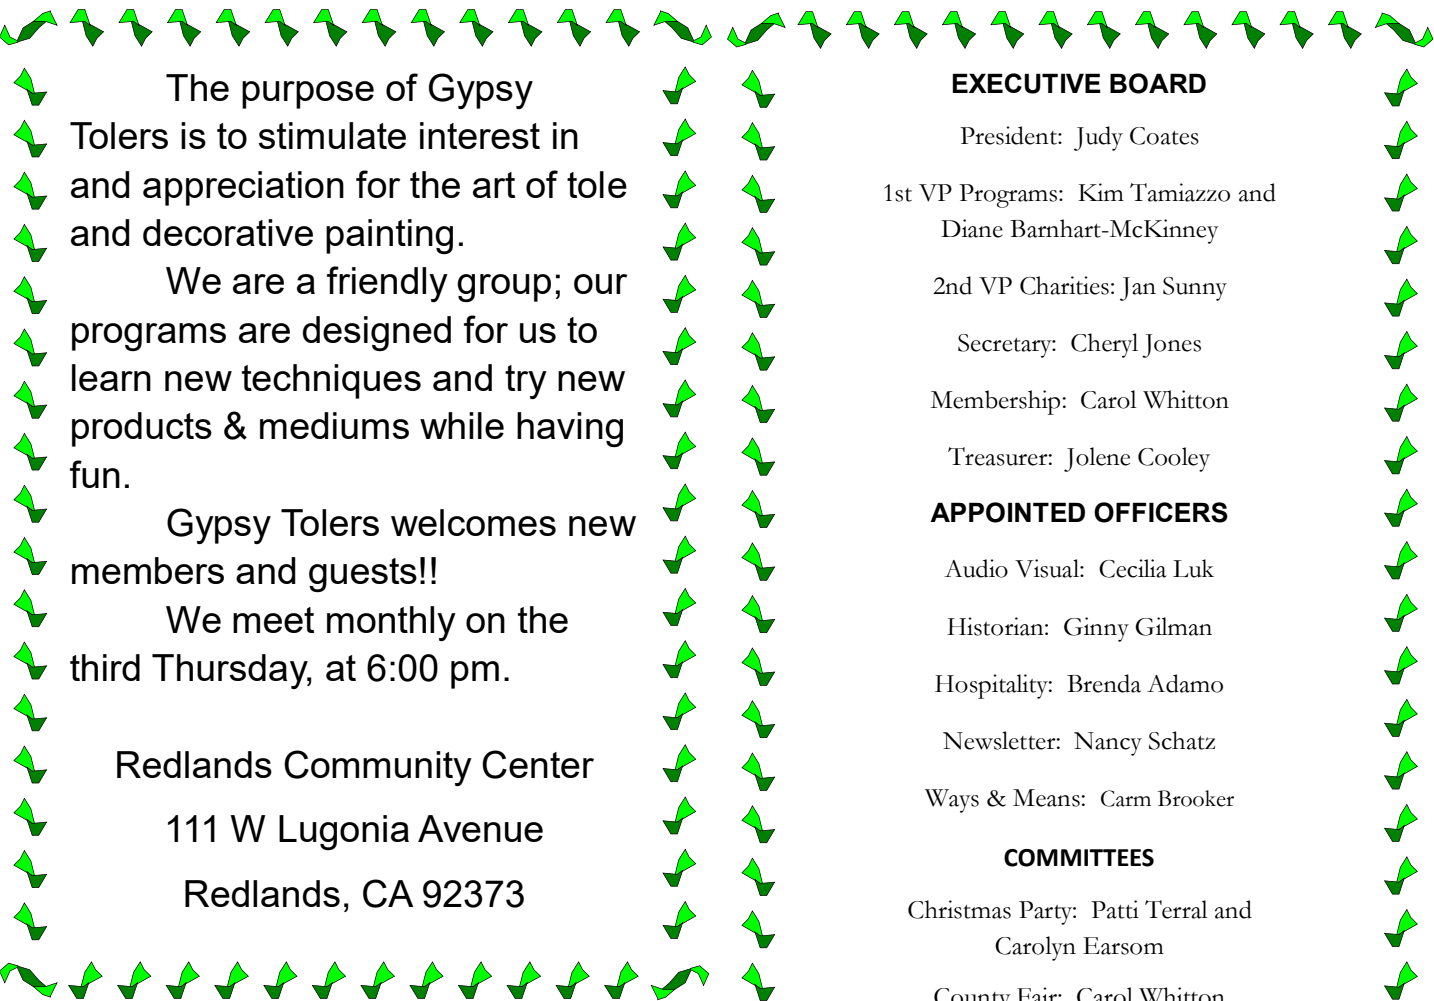 The purpose of Gypsy
Tolers is to stimulate interest in
and appreciation for the art of tole
and decorative painting.
We are a friendly group; our
programs are designed for us to
learn new techniques and try new
products & mediums while having
fun.
Gypsy Tolers welcomes new
members and guests!!
We meet monthly on the
third Thursday, at 6:00 pm.
Redlands Community Center
111 W Lugonia Avenue
Redlands, CA 92373
EXECUTIVE BOARD
President: Judy Coates
1st VP Programs: Kim Tamiazzo and
Diane Barnhart-McKinney
2nd VP Charities: Jan Sunny
Secretary: Cheryl Jones
Membership: Carol Whitton
Treasurer: Jolene Cooley
APPOINTED OFFICERS
Audio Visual: Cecilia Luk
Historian: Ginny Gilman
Hospitality: Brenda Adamo
Newsletter: Nancy Schatz
Ways & Means: Carm Brooker
COMMITTEES
Christmas Party: Patti Terral and
Carolyn Earsom
County Fair: Carol Whitton